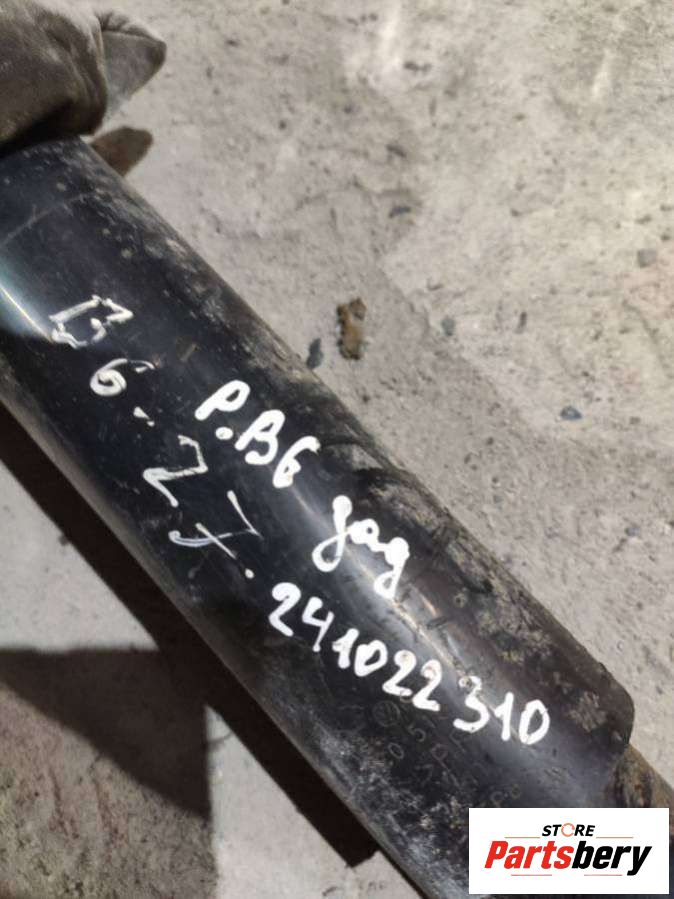 B6.
27.
P.B6 зад
241022310
STORE
Partsbery